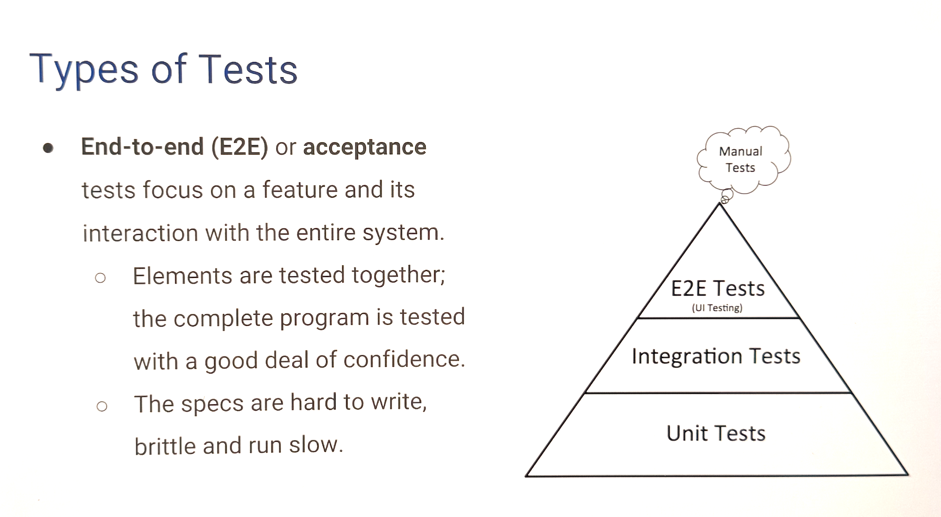 Types of Tests
● End-to-end (E2E) or acceptance
tests focus on a feature and its
interaction with the entire system.
○ Elements are tested together;
the complete program is tested
with a good deal of confidence.
○ The specs are hard to write,
brittle and run slow.
Manual
Tests
E2E Tests
(UI Testing)
Integration Tests
Unit Tests